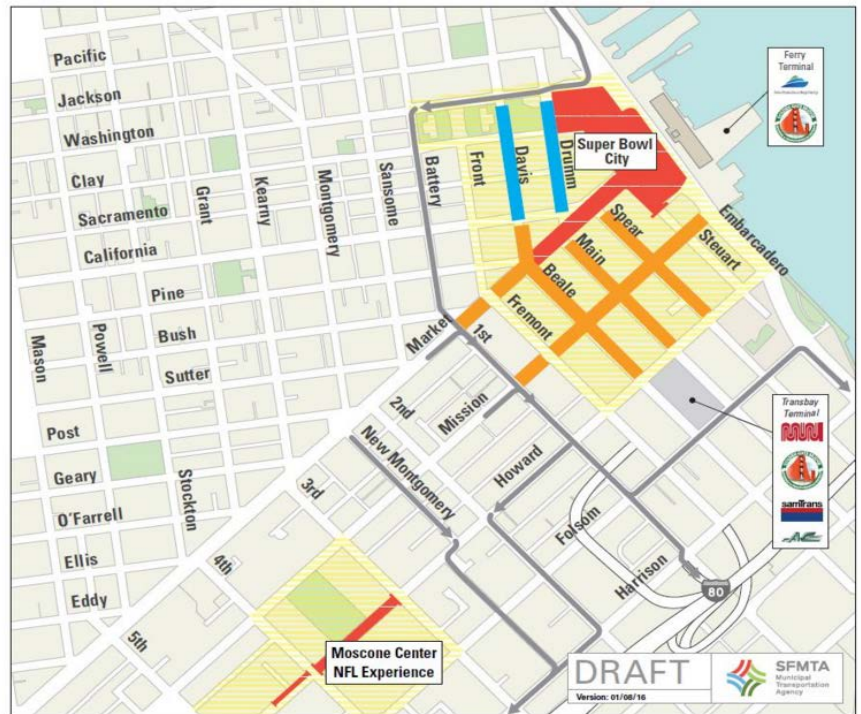 Pacific
Jackson
Washington
Clay
Sacramento
California
Pine
Bush
Sutter
Post
Geary
O'Farrell
Ellis
Eddy
Mason
Powell
Stockton
Grant
Kearny
Montgomery
Sansome
Battery
Front
Davis
Drumm
Super Bowl
City
Spear
Main
Beale
Fremont
Steuart
Embarcadero
Market
1st
2nd
Mission
New Montgomery
3rd
Howard
Folsom
Harrison
4th
5th
80
Ferry
Terminal
Transbay
Terminal
muni
samTrans
AC
Moscone Center
NFL Experience
DRAFT
Version: 01/08/16
SFMTA
Municipal
Transportation
Agency